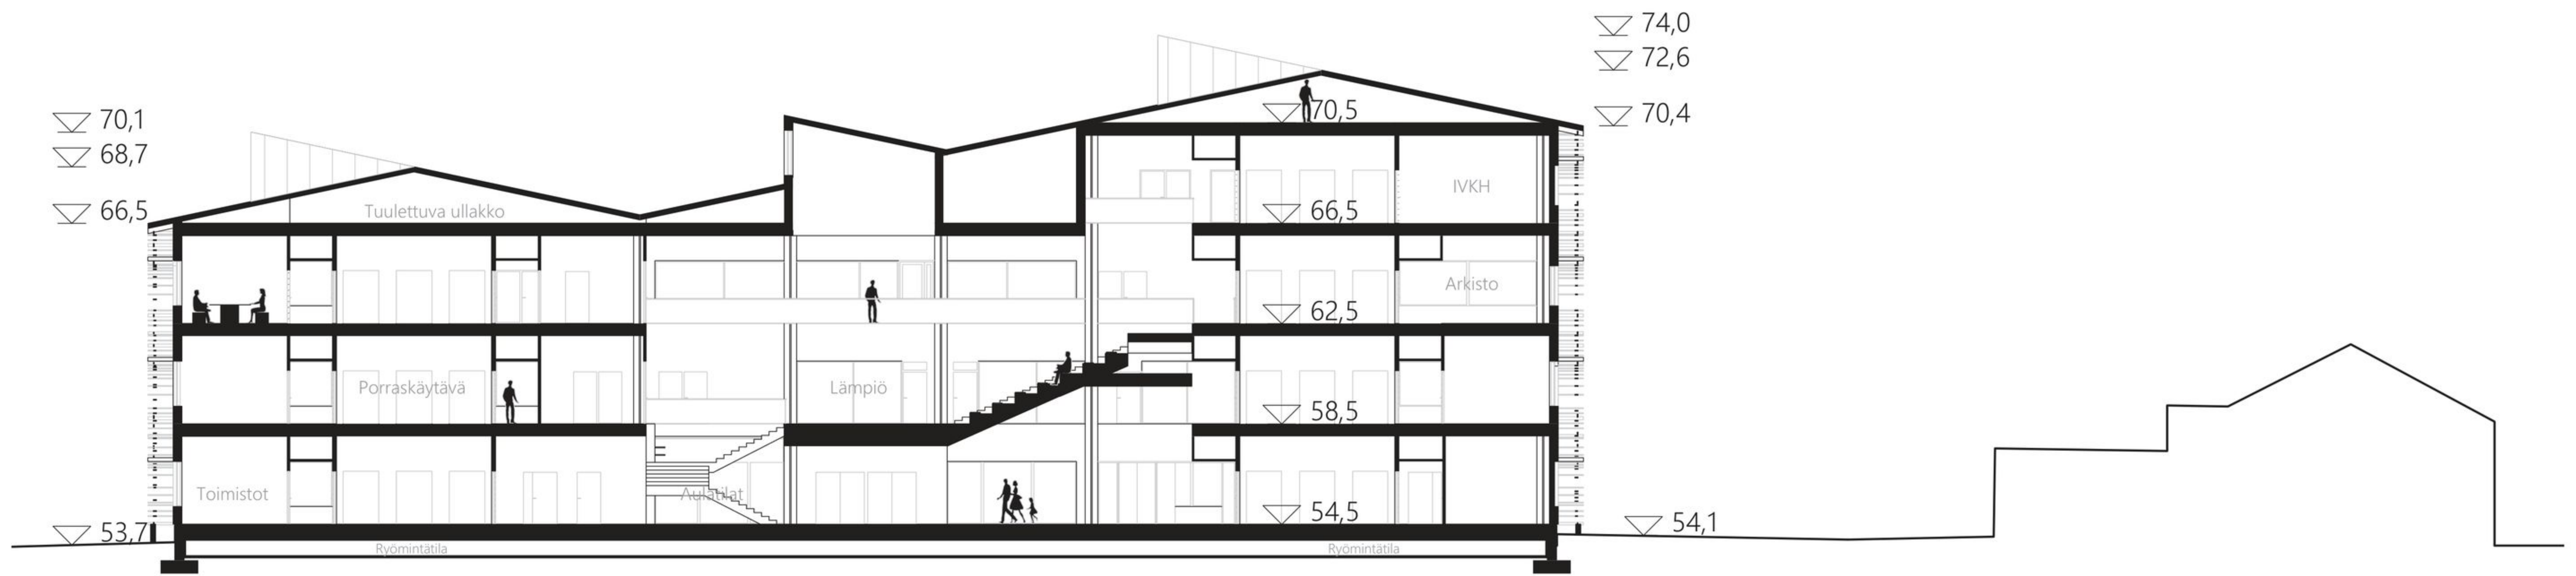 74,0
72,6
70,4
70,1
68,7
66,5
70,5
Tuulettuva ullakko
IVKH
66,5
Arkisto
62,5
Porraskäytävä
Lämpiö
58,5
Toimistot
Aulatilat
54,5
53,7
54,1
Ryömintätila
Ryömintätila